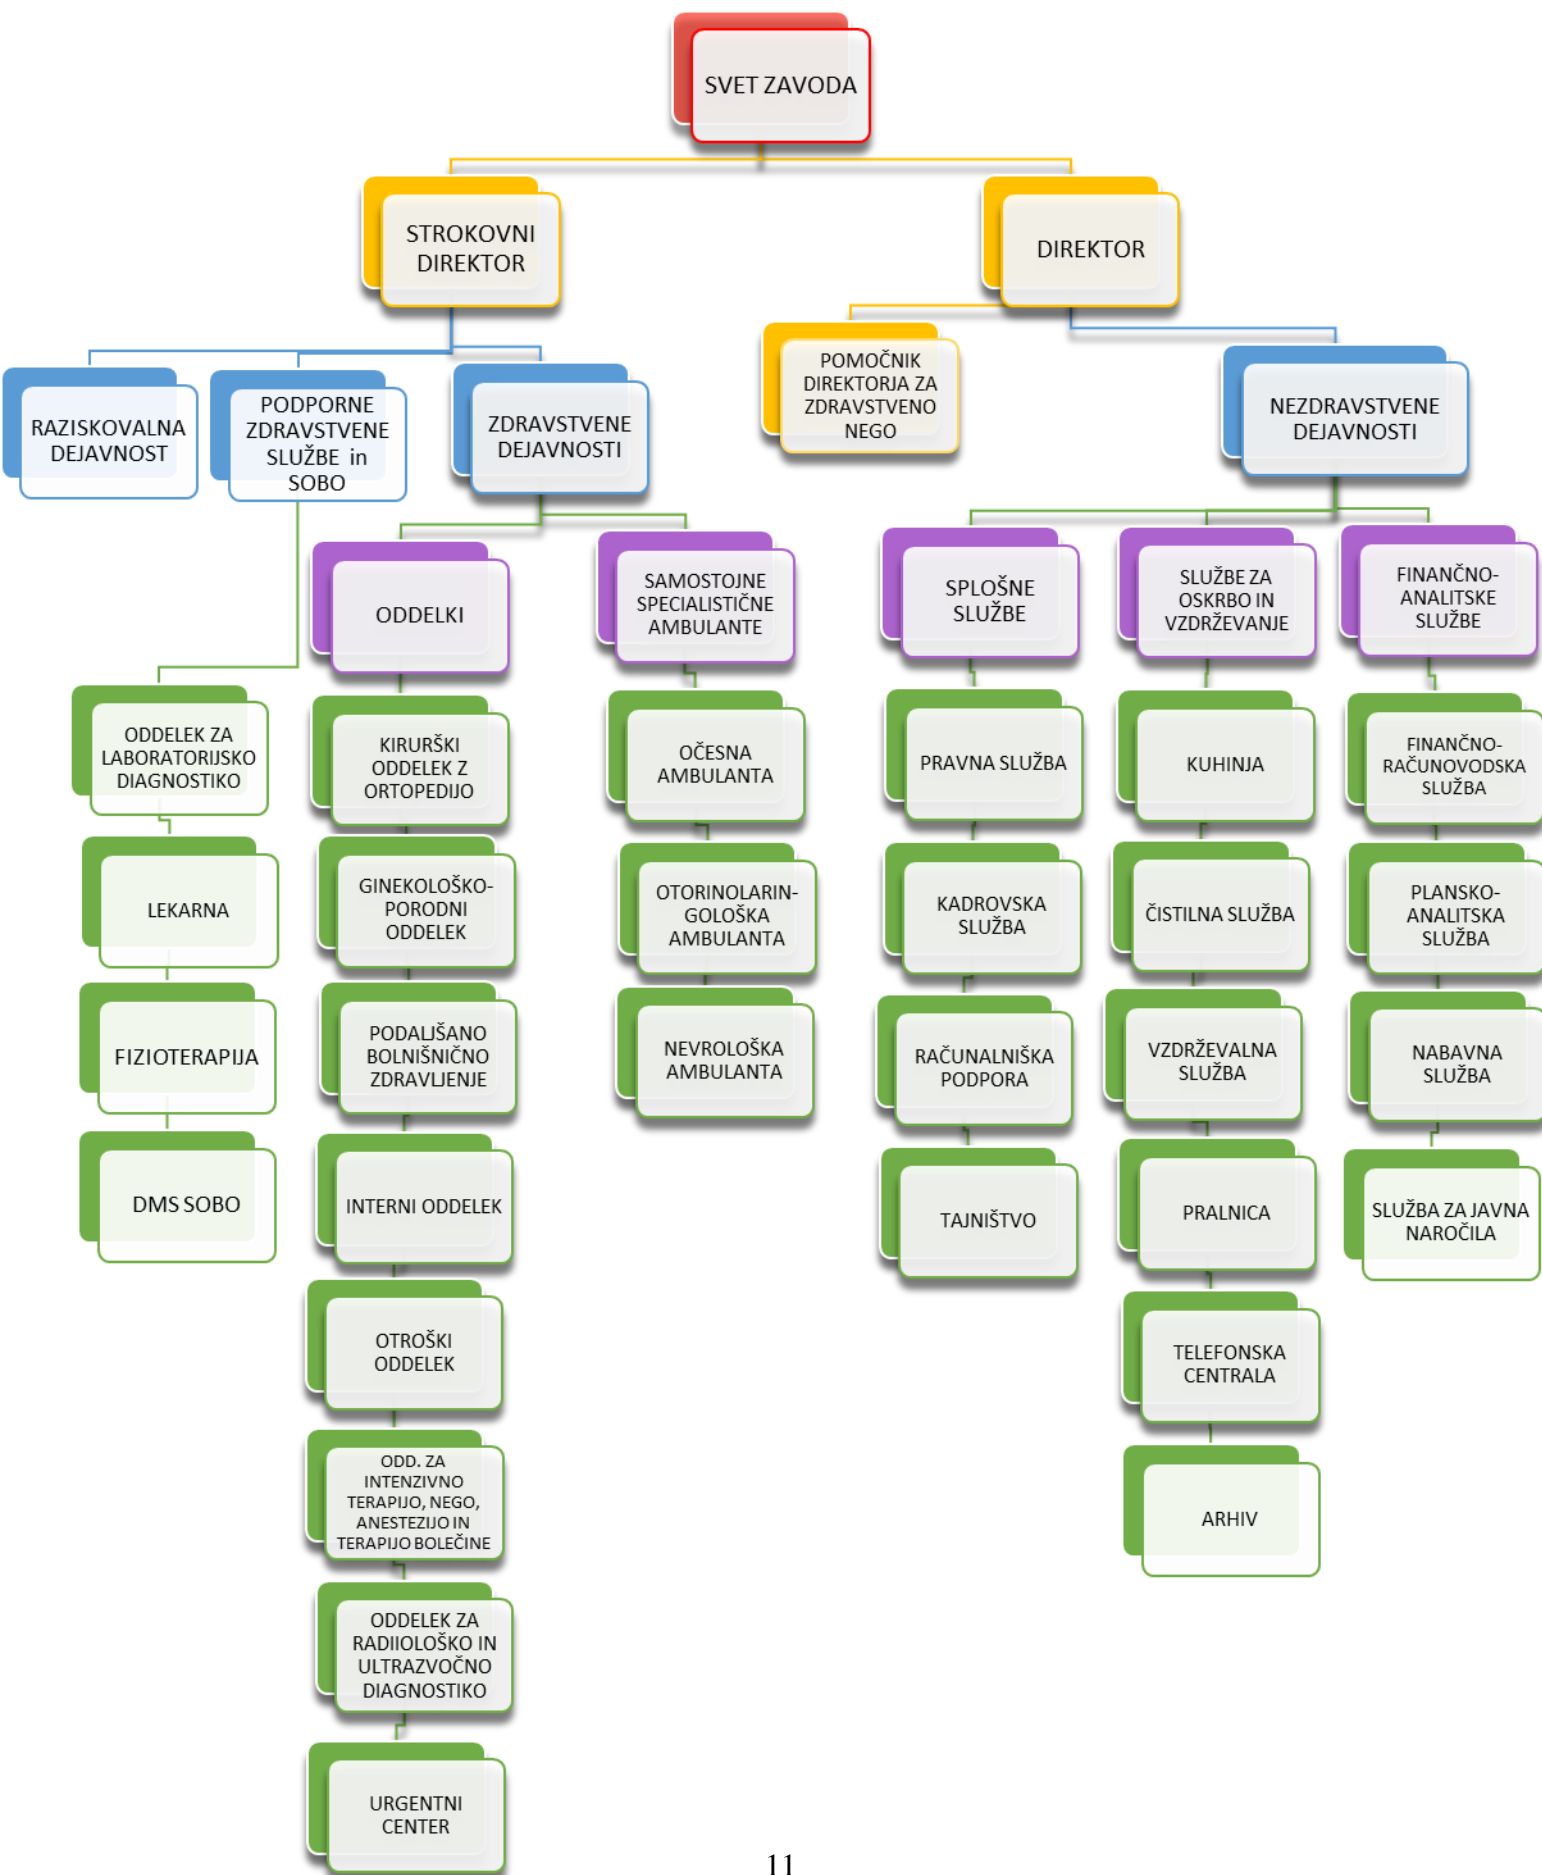 SVET ZAVODA
STROKOVNI
DIREKTOR
DIREKTOR
POMOČNIK
DIREKTORJA ZA
ZDRAVSTVENO
NEGO
RAZISKOVALNA
DEJAVNOST
PODPORNE
ZDRAVSTVENE
SLUŽBE in
SOBO
ZDRAVSTVENE
DEJAVNOSTI
NEZDRAVSTVENE
DEJAVNOSTI
ODDELKI
SAMOSTOJNE
SPECIALISTIČNE
AMBULANTE
SPLOŠNE
SLUŽBE
SLUŽBE ZA
OSKRBO IN
VZDRŽEVANJE
FINANČNO-
ANALITSKE
SLUŽBE
ODDELEK ZA
LABORATORIJSKO
DIAGNOSTIKO
LEKARNA
FIZIOTERAPIJA
DMS SOBO
KIRURŠKI
ODDELEK Z
ORTOPEDIJO
GINEKOLOŠKO-
PORODNI
ODDELEK
PODALJŠANO
BOLNIŠNIČNO
ZDRAVLJENJE
INTERNI ODDELEK
OTROŠKI
ODDELEK
ODD. ZA
INTENZIVNO
TERAPIJO, NEGO,
ANESTEZIJO IN
TERAPIJO BOLEČINE
ODDELEK ZA
RADIIOLOŠKO IN
ULTRAZVOČNO
DIAGNOSTIKO
URGENTNI
CENTER
OČESNA
AMBULANTA
OTORINOLARIN-
GOLOŠKA
AMBULANTA
NEVROLOŠKA
AMBULANTA
PRAVNA SLUŽBA
KADROVSKA
SLUŽBA
RAČUNALNIŠKA
PODPORA
TAJNIŠTVO
KUHINJA
ČISTILNA SLUŽBA
VZDRŽEVALNA
SLUŽBA
PRALNICA
TELEFONSKA
CENTRALA
ARHIV
FINANČNO-
RAČUNOVODSKA
SLUŽBA
PLANSKO-
ANALITSKA
SLUŽBA
NABAVNA
SLUŽBA
SLUŽBA ZA JAVNA
NAROČILA
11